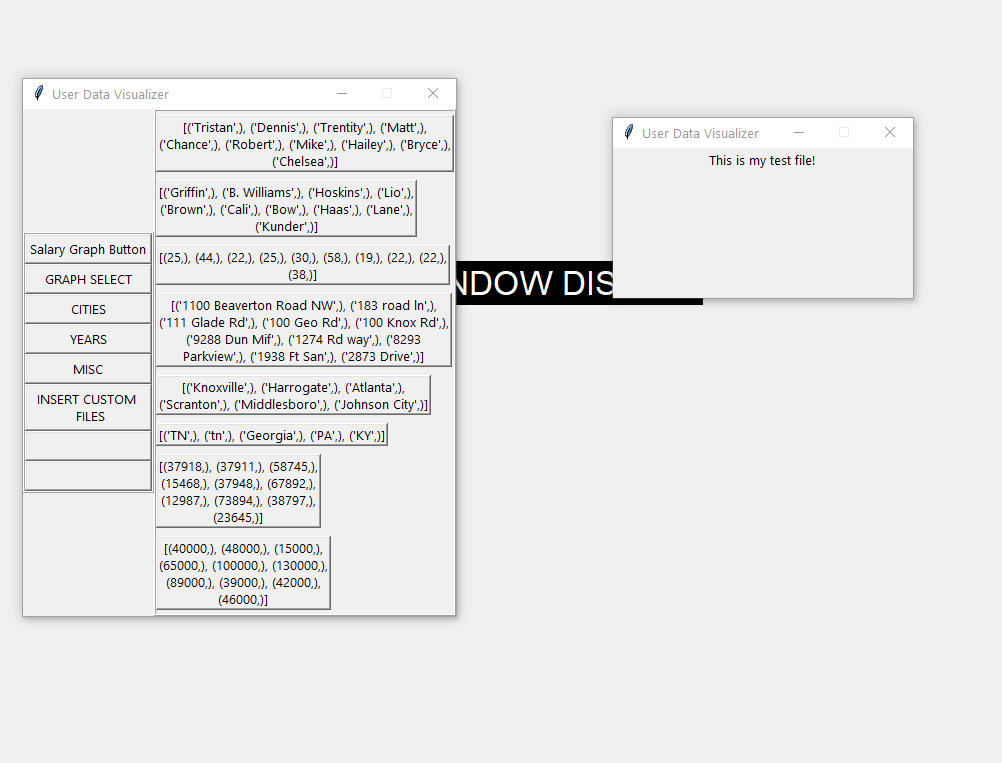 User Data Visualizer
Salary Graph Button
GRAPH SELECT
CITIES
YEARS
MISC
INSERT CUSTOM
FILES
[('Tristan',), ('Dennis',), ('Trentity',), ('Matt',),
('Chance',), ('Robert',), ('Mike',), ('Hailey',), ('Bryce',),
('Chelsea',)]
[('Griffin',), ('B. Williams',), ('Hoskins',), ('Lio',),
('Brown',), ('Cali',), ('Bow',), ('Haas',), ('Lane',),
('Kunder',)]
[(25,), (44,), (22,), (25,), (30,), (58,), (19,), (22,), (22,),
(38,)]
[('1100 Beaverton Road NW',), ('183 road ln',),
('111 Glade Rd',), ('100 Geo Rd',), ('100 Knox Rd',),
('9288 Dun Mif',), ('1274 Rd way',), ('8293
Parkview',), ('1938 Ft San',), ('2873 Drive',)]
[('Knoxville',), ('Harrogate',), ('Atlanta',),
('Scranton',), ('Middlesboro',), ('Johnson City',)]
[('TN',), ('tn',), ('Georgia',), ('PA',), ('KY',)]
[(37918,), (37911,), (58745,),
(15468,), (37948,), (67892,),
(12987,), (73894,), (38797,),
(23645,)]
[(40000,), (48000,), (15000,),
(65000,), (100000,), (130000,),
(89000,), (39000,), (42000,),
(46000,)]
NDOW DIS
User Data Visualizer
This is my test file!